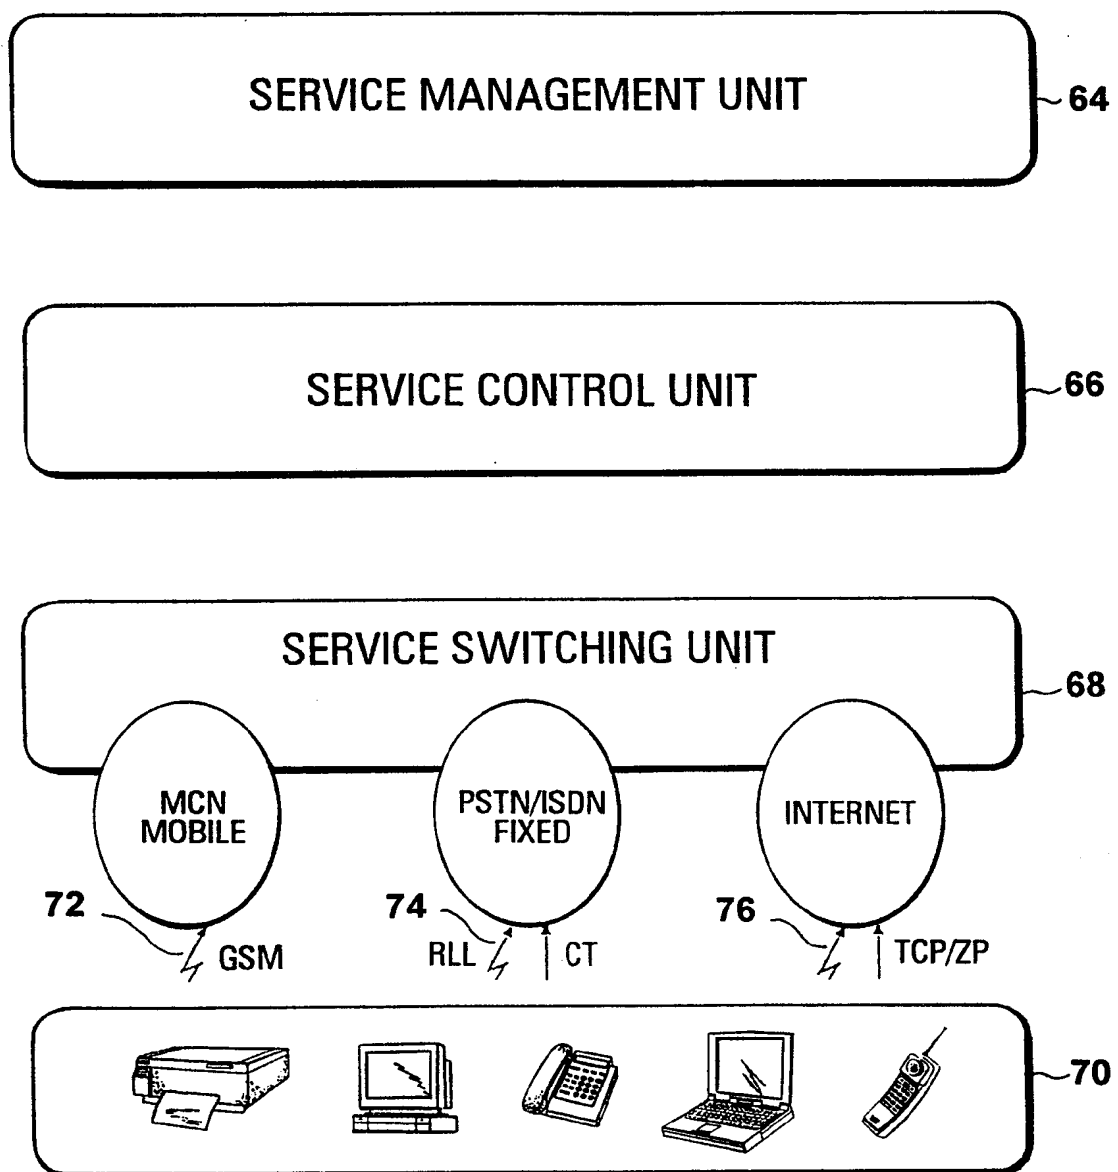 SERVICE MANAGEMENT UNIT
64
SERVICE CONTROL UNIT
66
SERVICE SWITCHING UNIT
68
MCN
MOBILE
PSTN/ISDN
FIXED
INTERNET
72
GSM
74
RLL
CT
76
TCP/ZP
70